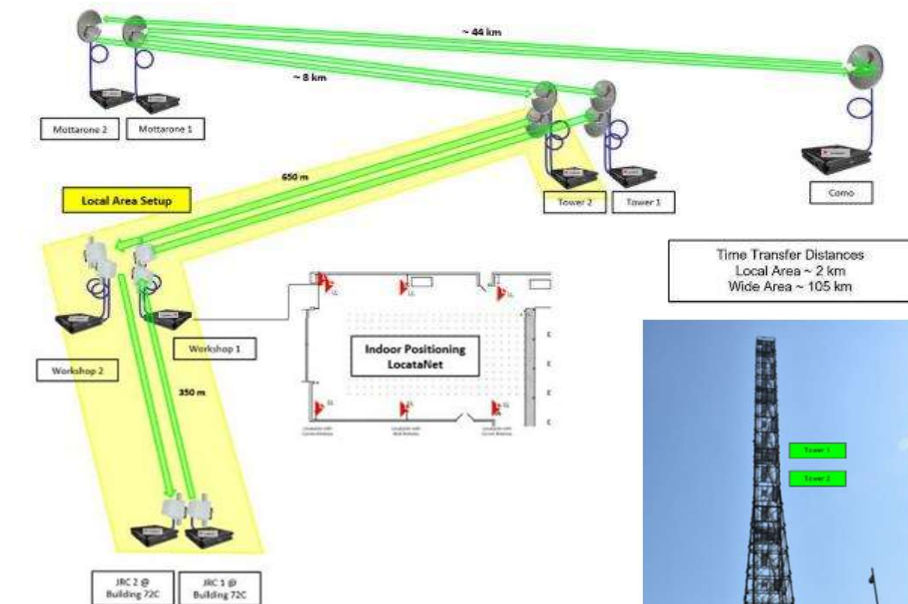 ~ 44 km
~ 8 km
Mottarone 2
Mottarone 1
650 m
Tower 2
Tower 1
Como
Local Area Setup
Time Transfer Distances
Local Area ~ 2 km
Wide Area ~ 105 km
Workshop 1
Workshop 2
Indoor Positioning
LocataNet
350 m
Tower 1
Tower 2
JRC 2 @
Building 72C
JRC 1 @
Building 72C